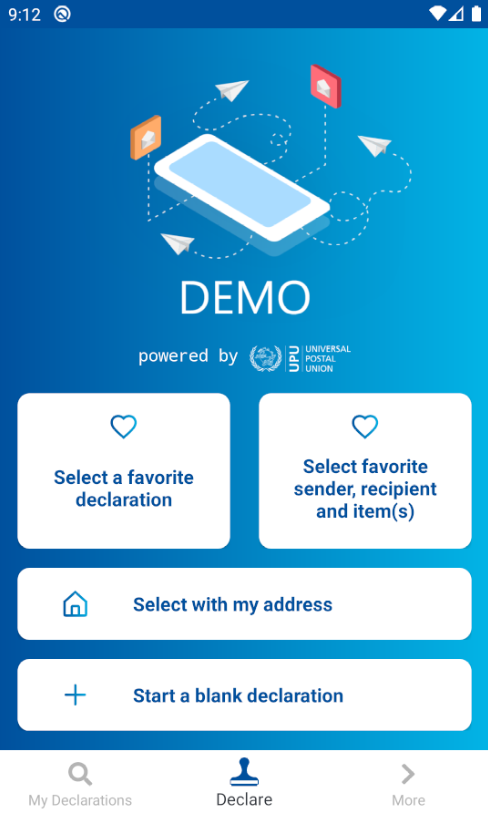 9:12
DEMO
powered by UPU UNIVERSAL
POSTAL
UNION
Select a favorite
declaration
Select favorite
sender, recipient
and item(s)
Select with my address
Start a blank declaration
My Declarations
Declare
More